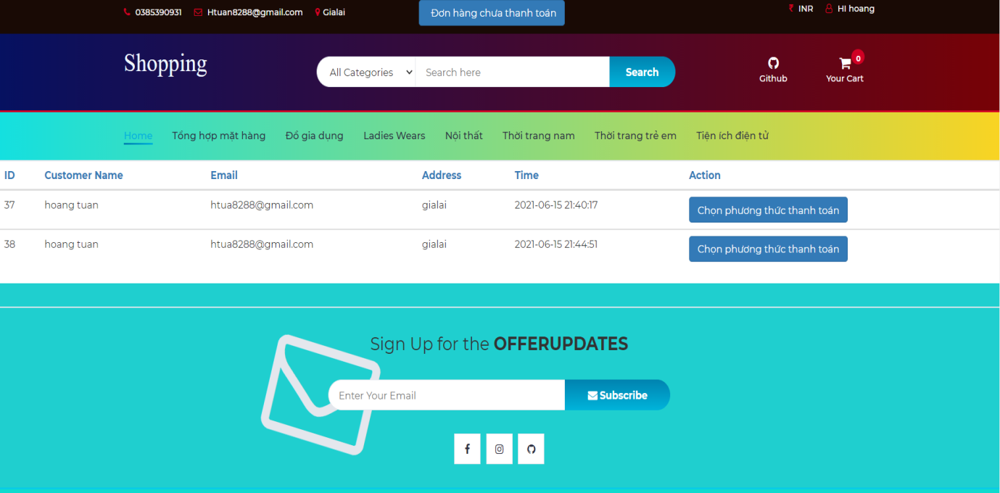 0385390931 Htuan8288@gmail.com Gialai Đơn hàng chưa thanh toán INR HI hoang
Shopping All Categories Search here Search Github 0 Your Cart
Home Tổng hợp mặt hàng Đồ gia dụng Ladies Wears Nội thất Thời trang nam Thời trang trẻ em Tiện ích điện tử
ID Customer Name Email Address Time Action
37 hoang tuan htua8288@gmail.com gialai 2021-06-15 21:40:17 Chọn phương thức thanh toán
38 hoang tuan htua8288@gmail.com gialai 2021-06-15 21:44:51 Chọn phương thức thanh toán
Sign Up for the OFFERUPDATES
Enter Your Email Subscribe